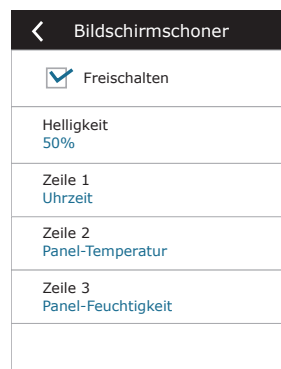 Bildschirmschoner
Freischalten
Helligkeit
50%
Zeile 1
Uhrzeit
Zeile 2
Panel-Temperatur
Zeile 3
Panel-Feuchtigkeit